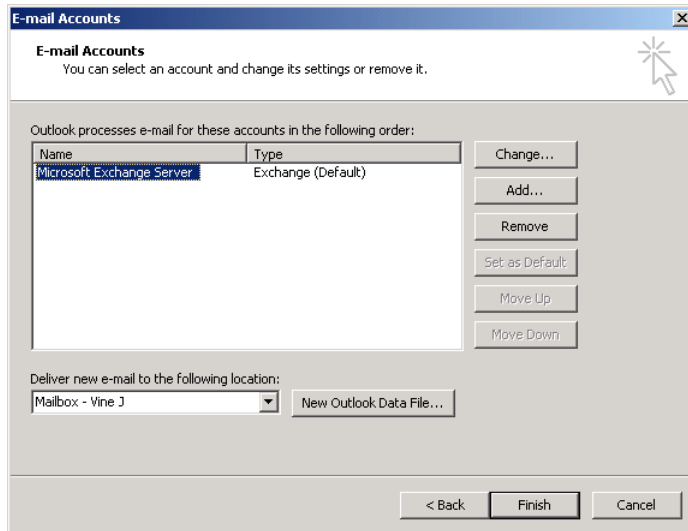 E-mail Accounts
E-mail Accounts
You can select an account and change its settings or remove it.
Outlook processes e-mail for these accounts in the following order:
Name Type
Microsoft Exchange Server Exchange (Default)
Change...
Add...
Remove
Set as Default
Move Up
Move Down
Deliver new e-mail to the following location:
Mailbox - Vine J New Outlook Data File...
< Back Finish Cancel